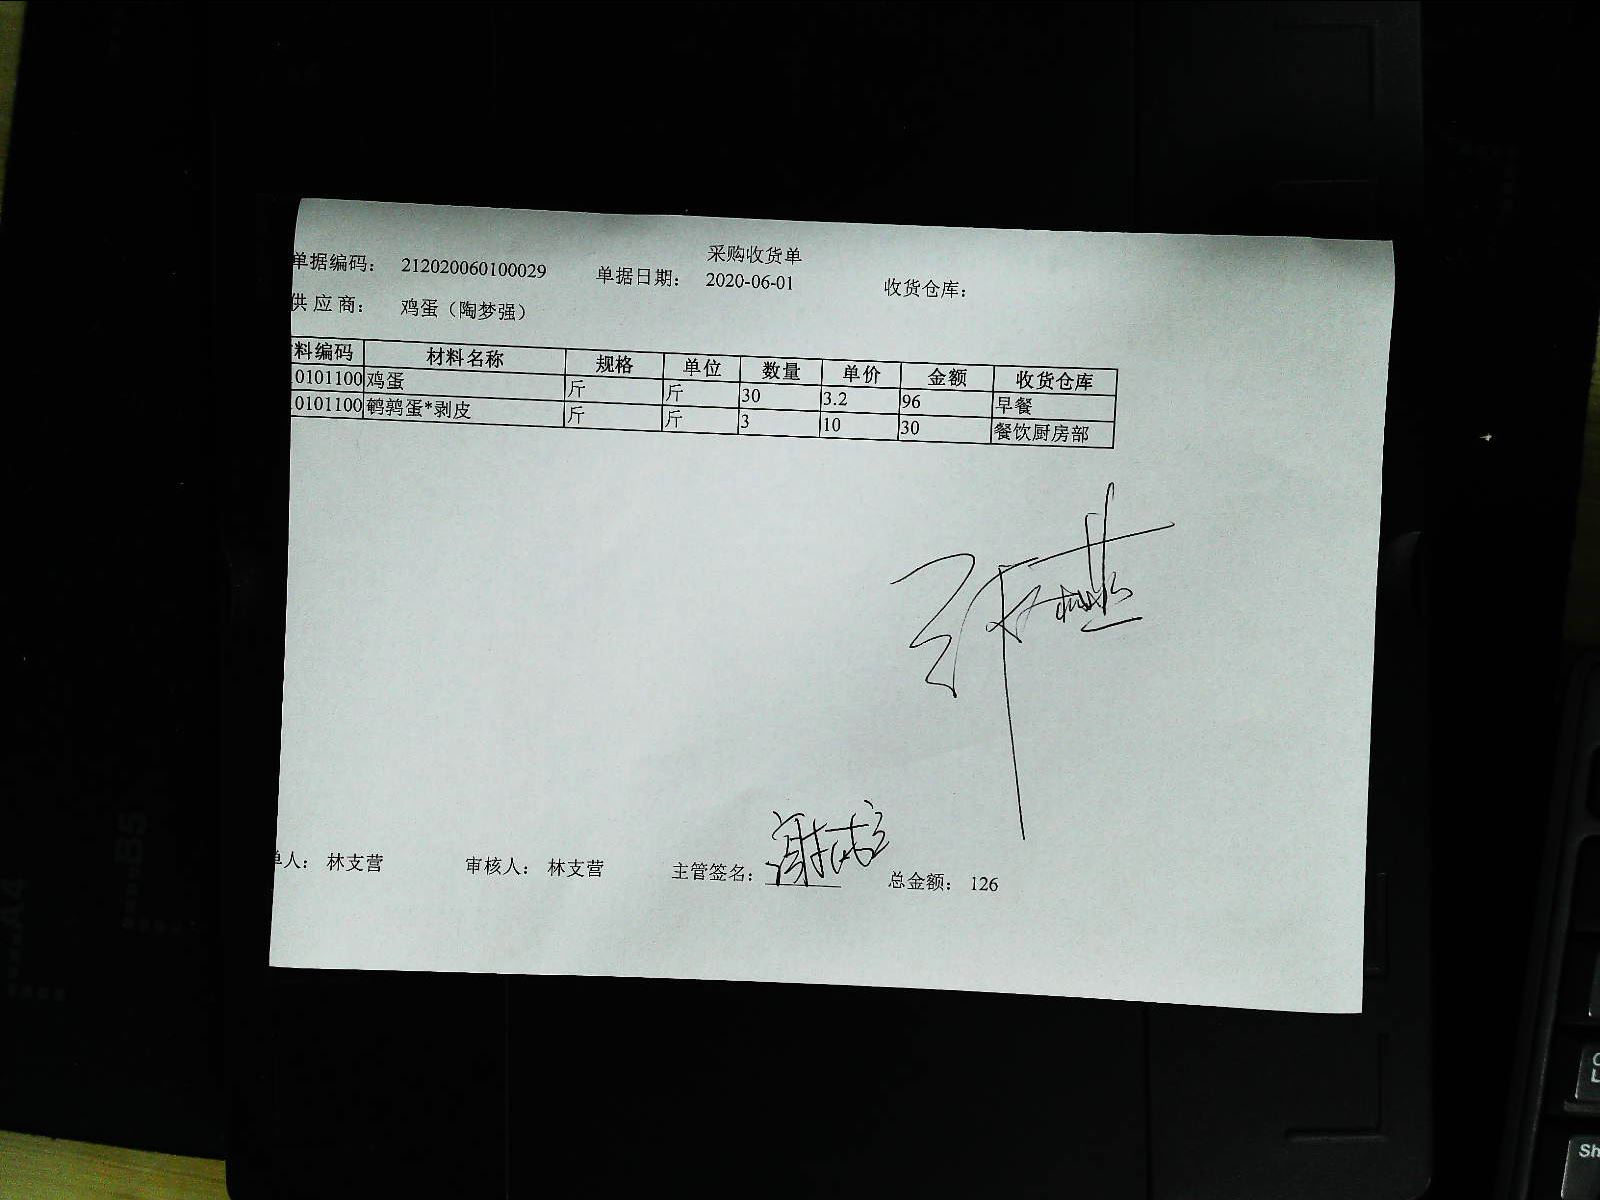 采购收货单
单据编码： 212020060100029 单据日期： 2020-06-01 收货仓库：
供 应 商： 鸡蛋（陶梦强）
料编码 材料名称 规格 单位 数量 单价 金额 收货仓库
0101100 鸡蛋 斤 斤 30 3.2 96 早餐
0101100 鹌鹑蛋*剥皮 斤 斤 3 10 30 餐饮厨房部
单人： 林支营 审核人： 林支营 主管签名： 总金额： 126
B5
A4
Sh